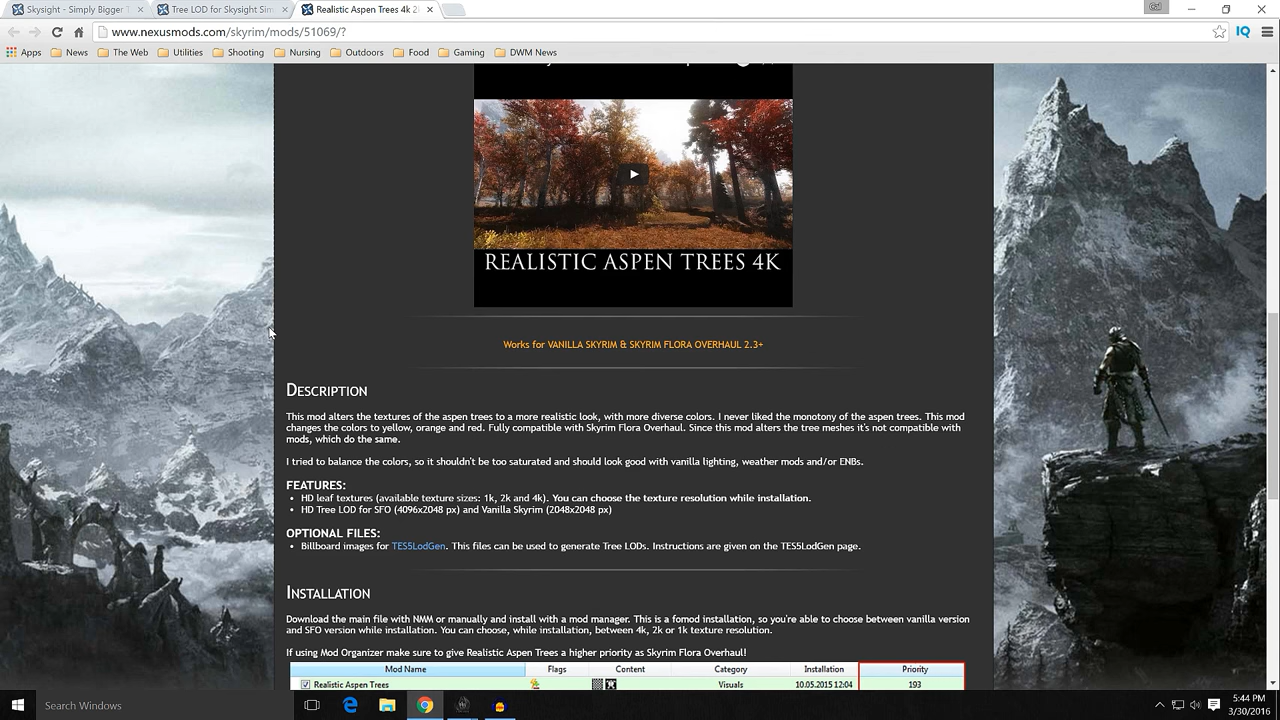 Skysight - Simply Bigger T
Tree LOD for Skysight Sim
Realistic Aspen Trees 4k 2
www.nexusmods.com/skyrim/mods/51069/?
IQ
Apps News The Web Utilities Shooting Nursing Outdoors Food Gaming DWM News
REALISTIC ASPEN TREES 4K
Works for VANILLA SKYRIM & SKYRIM FLORA OVERHAUL 2.3+
DESCRIPTION
This mod alters the textures of the aspen trees to a more realistic look, with more diverse colors. I never liked the monotony of the aspen trees. This mod
changes the colors to yellow, orange and red. Fully compatible with Skyrim Flora Overhaul. Since this mod alters the tree meshes it's not compatible with
mods, which do the same.
I tried to balance the colors, so it shouldn't be too saturated and should look good with vanilla lighting, weather mods and/or ENBs.
FEATURES:
• HD leaf textures (available texture sizes: 1k, 2k and 4k). You can choose the texture resolution while installation.
• HD Tree LOD for SFO (4096x2048 px) and Vanilla Skyrim (2048x2048 px)
OPTIONAL FILES:
• Billboard images for TES5LodGen. This files can be used to generate Tree LODs. Instructions are given on the TES5LodGen page.
INSTALLATION
Download the main file with NMM or manually and install with a mod manager. This is a fomod installation, so you're able to choose between vanilla version
and SFO version while installation. You can choose, while installation, between 4k, 2k or 1k texture resolution.
If using Mod Organizer make sure to give Realistic Aspen Trees a higher priority as Skyrim Flora Overhaul!
Mod Name Flags Content Category Installation Priority
Realistic Aspen Trees Visuals 10.05.2015 12:04 193
Search Windows
5:44 PM
3/30/2016